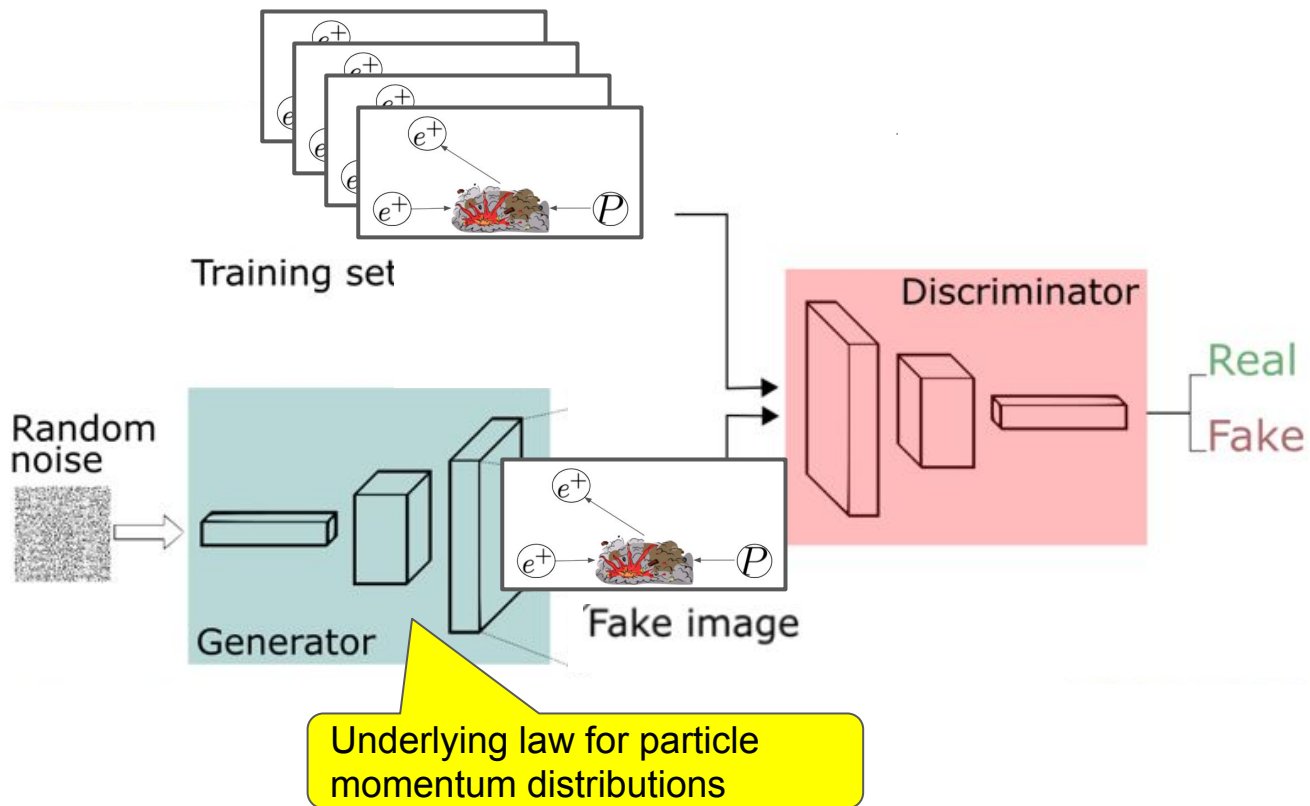 e+
e+
e+
e+
e
e
e
e+
P
Training set
Discriminator
Real
Fake
Random
noise
e+
e+
P
Generator
Fake image
Underlying law for particle
momentum distributions